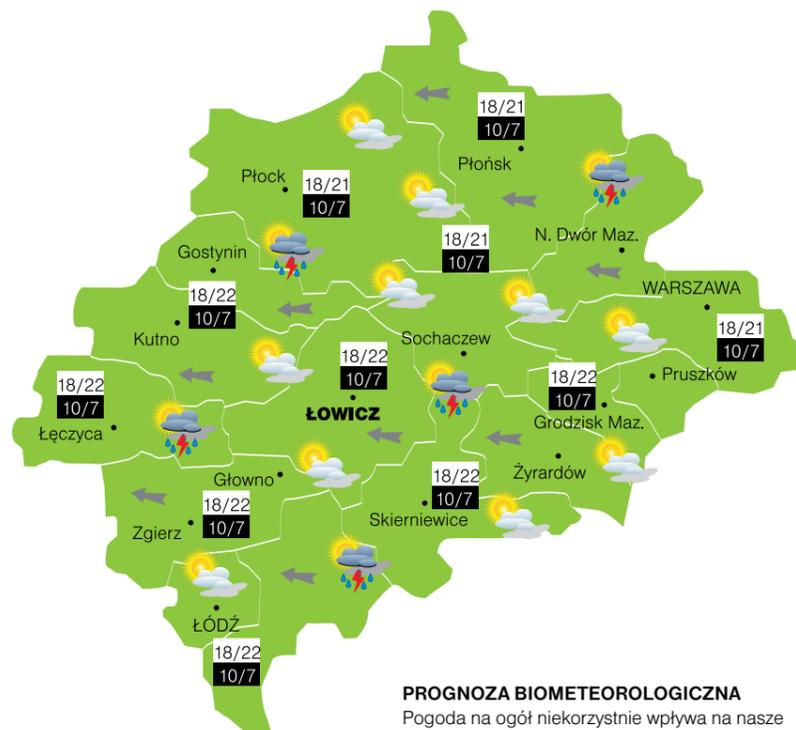 18/21
10/7
Płońsk
Płock
18/21
10/7
N. Dwór Maz.
18/21
10/7
Gostynin
WARSZAWA
18/22
10/7
18/21
10/7
Kutno
Sochaczew
18/22
10/7
ŁOWICZ
Pruszków
18/22
10/7
18/22
10/7
Grodzisk Maz.
Łęczyca
Głowno
Żyrardów
18/22
10/7
Skierniewice
18/22
10/7
Zgierz
ŁÓDŹ
18/22
10/7
PROGNOZA BIOMETEOROLOGICZNA
Pogoda na ogół niekorzystnie wpływa na nasze